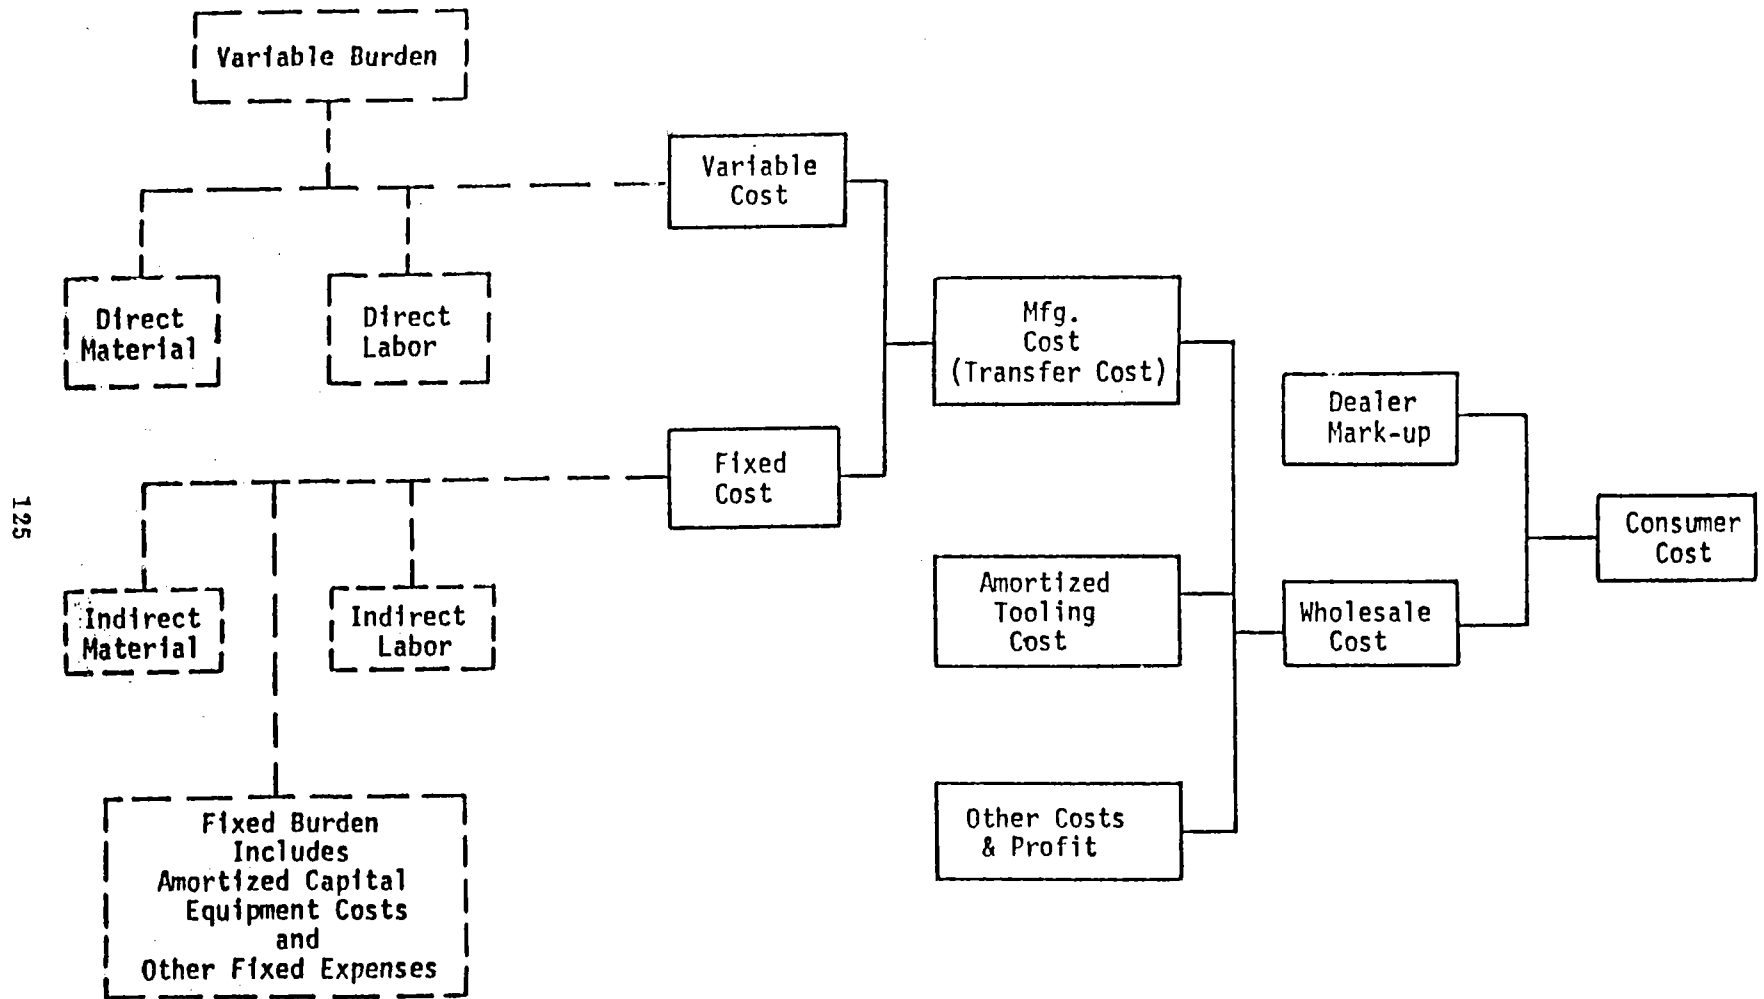 Variable Burden
Variable
Cost
Direct
Material
Direct
Labor
Mfg.
Cost
(Transfer Cost)
Dealer
Mark-up
Fixed
Cost
125
Consumer
Cost
Indirect
Material
Indirect
Labor
Amortized
Tooling
Cost
Wholesale
Cost
Other Costs
& Profit
Fixed Burden
Includes
Amortized Capital
Equipment Costs
and
Other Fixed Expenses